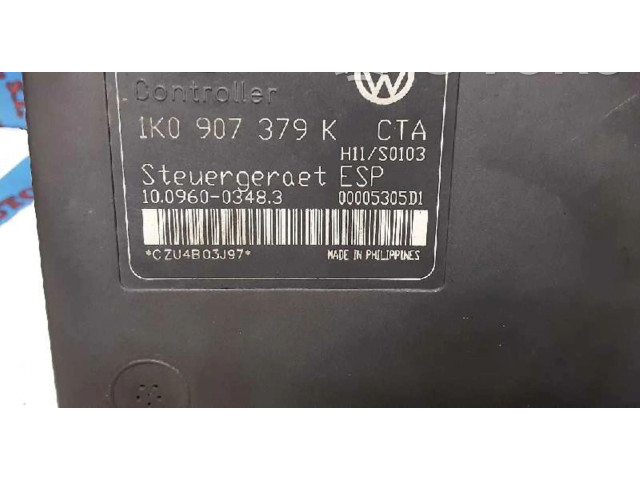 Controller
1K0 907 379 K CTA
H11/S0103
Steuergeraet ESP
10.0960-0348.3 00005305D1
*CZU4B03J97* MADE IN PHILIPPINES